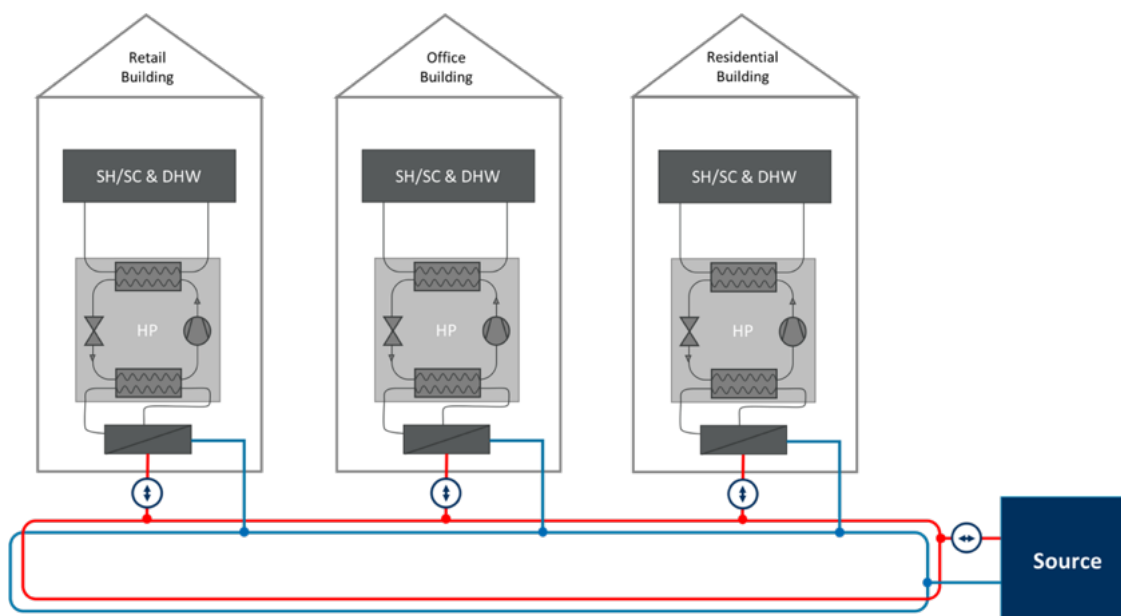 Retail
Building
Office
Building
Residential
Building
SH/SC & DHW
SH/SC & DHW
SH/SC & DHW
HP
HP
HP
Source